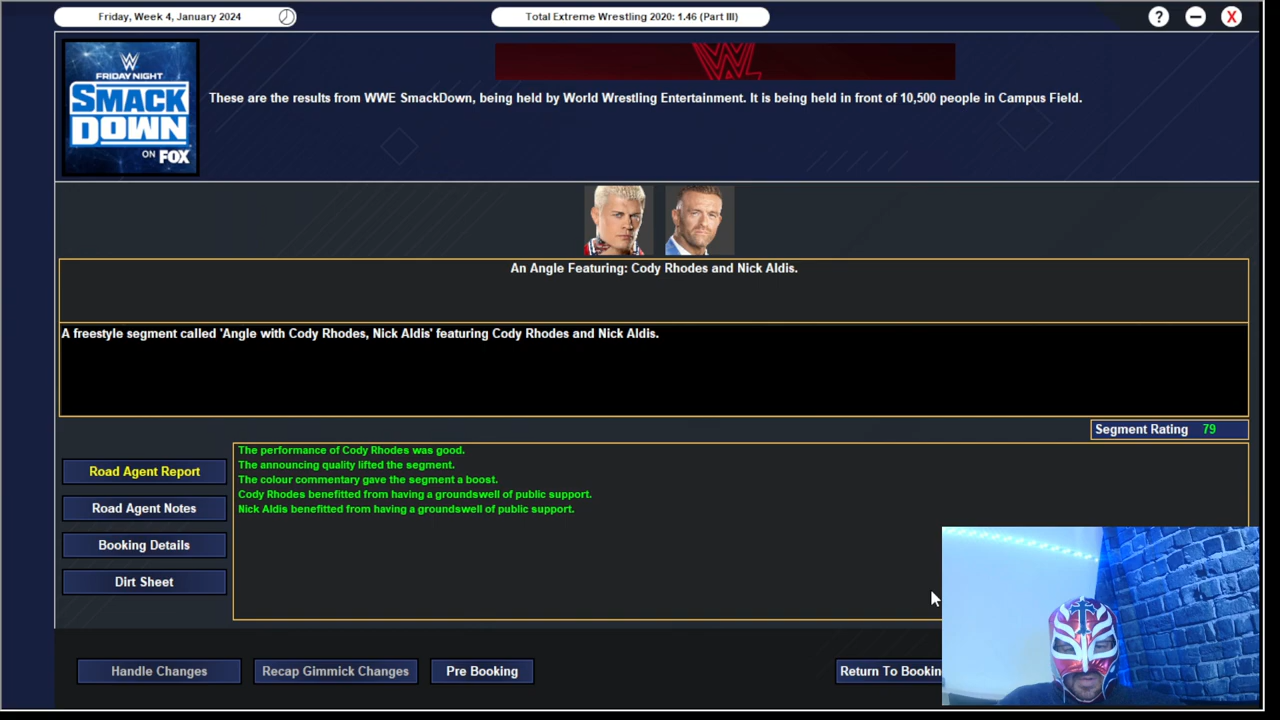 Friday, Week 4, January 2024
Total Extreme Wrestling 2020: 1.46 (Part III)
?
X
W
FRIDAY NIGHT
SMACK
DOWN
ON FOX
These are the results from WWE SmackDown, being held by World Wrestling Entertainment. It is being held in front of 10,500 people in Campus Field.
An Angle Featuring: Cody Rhodes and Nick Aldis.
A freestyle segment called 'Angle with Cody Rhodes, Nick Aldis' featuring Cody Rhodes and Nick Aldis.
Segment Rating 79
Road Agent Report
Road Agent Notes
Booking Details
Dirt Sheet
The performance of Cody Rhodes was good.
The announcing quality lifted the segment.
The colour commentary gave the segment a boost.
Cody Rhodes benefitted from having a groundswell of public support.
Nick Aldis benefitted from having a groundswell of public support.
Handle Changes
Recap Gimmick Changes
Pre Booking
Return To Bookin